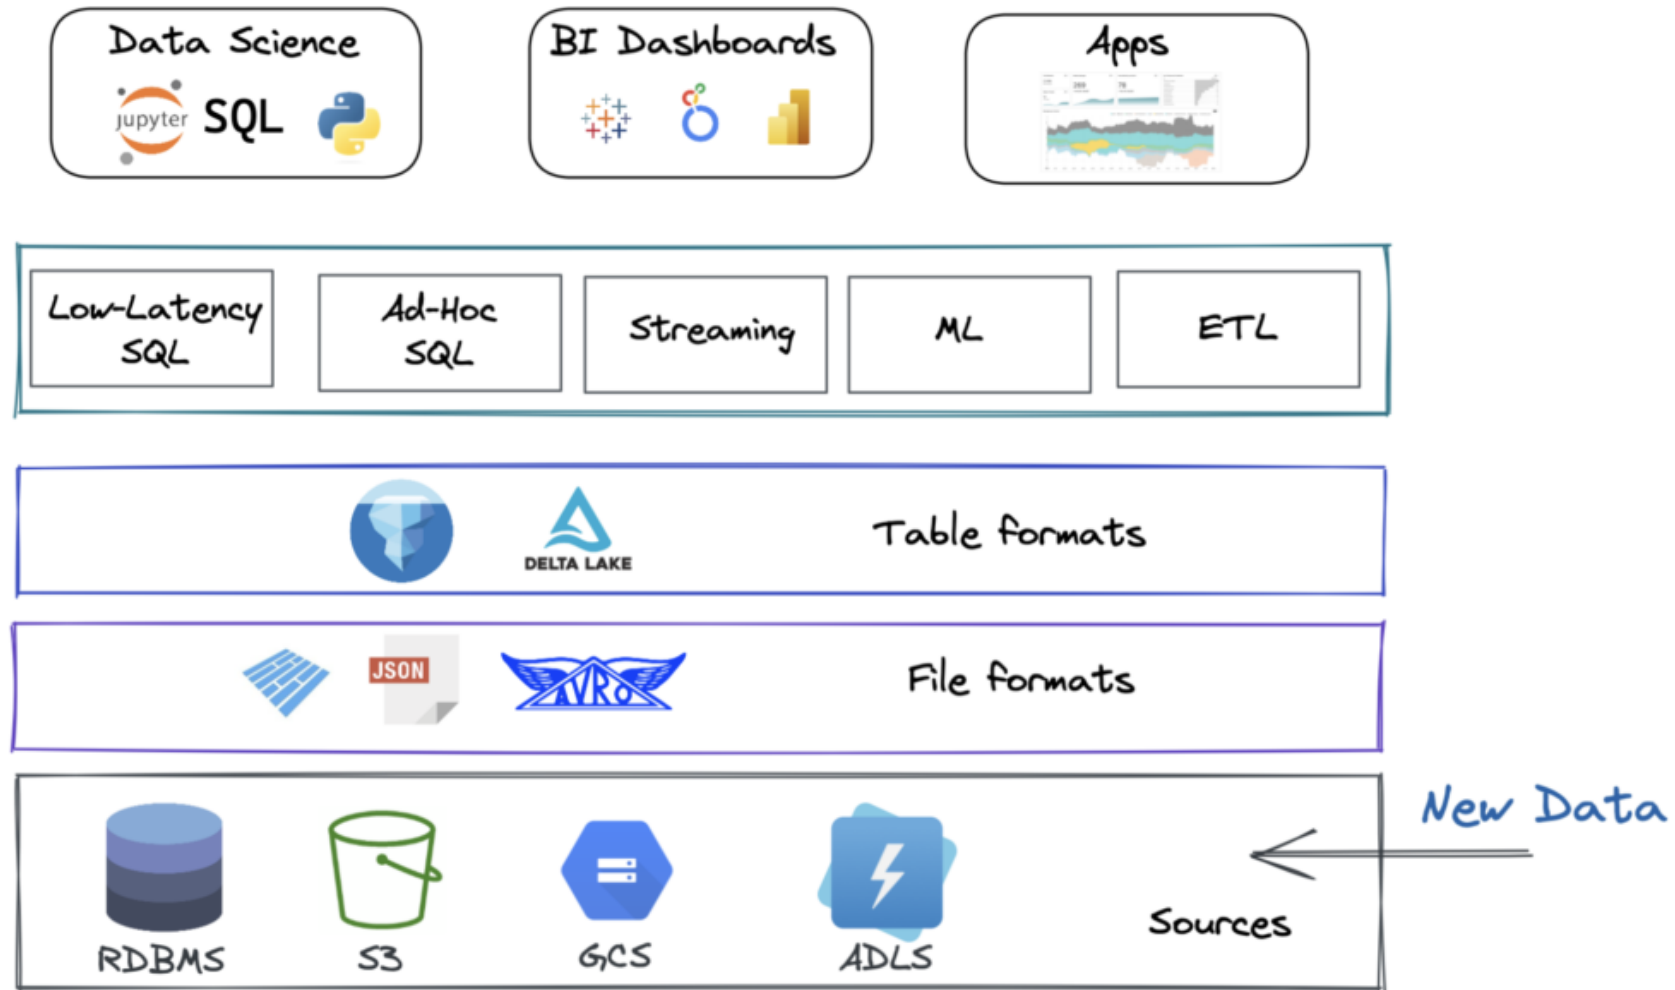 Data Science
jupyter SQL
BI Dashboards
Apps
269
Low-Latency
SQL
Ad-Hoc
SQL
Streaming
ML
ETL
DELTA LAKE
Table formats
JSON
AVRO
File formats
New Data
Sources
RDBMS
S3
GCS
ADLS